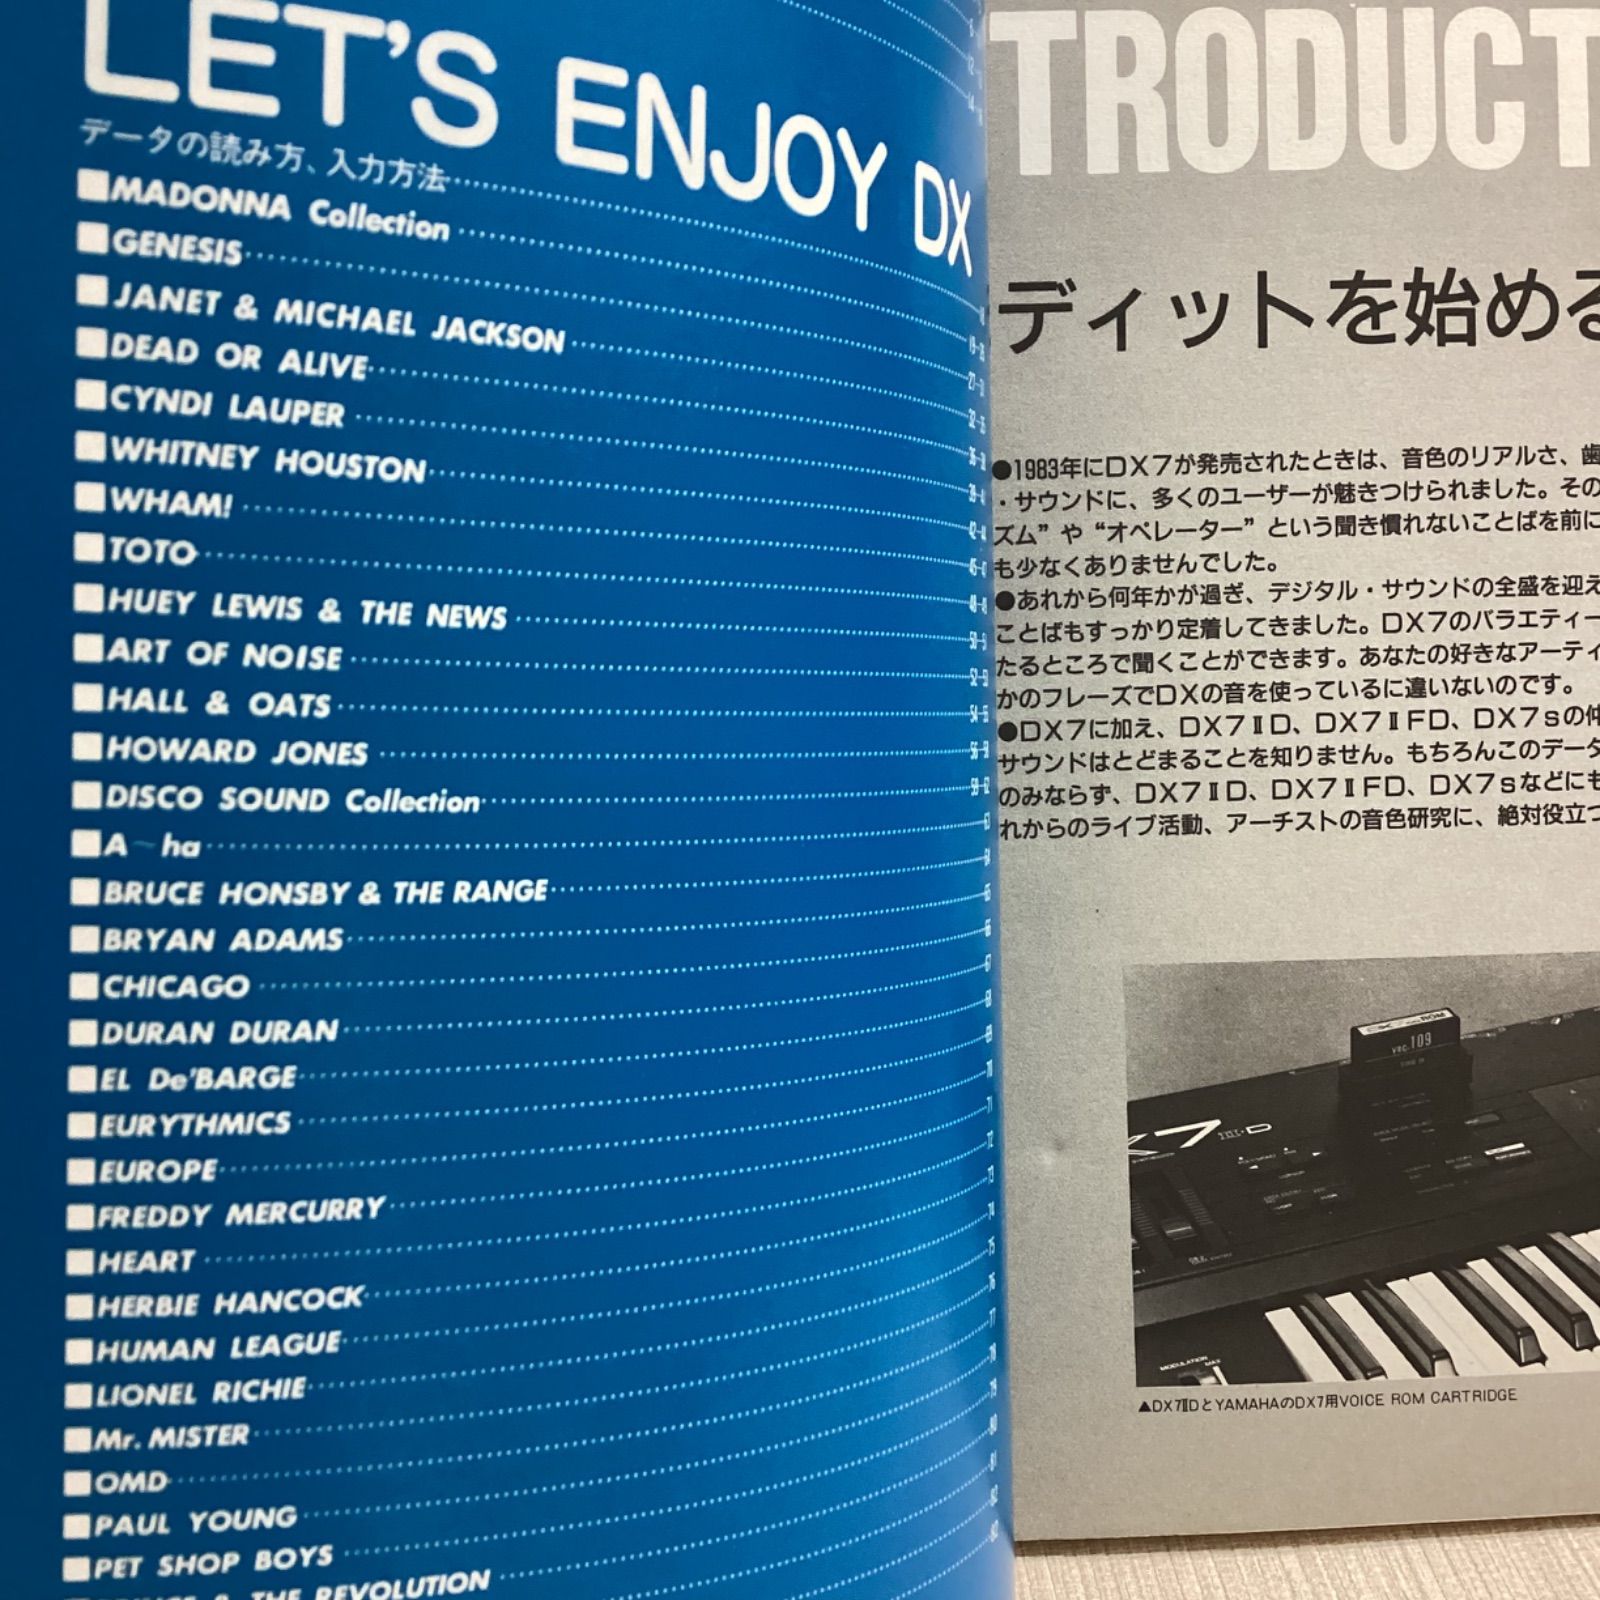 LET'S ENJOY DX
データの読み方、入力方法
■MADONNA Collection
■GENESIS
■JANET & MICHAEL JACKSON
■DEAD OR ALIVE
■CYNDI LAUPER
■WHITNEY HOUSTON
■WHAM!
■TOTO
■HUEY LEWIS & THE NEWS
■ART OF NOISE
■HALL & OATS
■HOWARD JONES
■DISCO SOUND Collection
■A-ha
■BRUCE HONSBY & THE RANGE
■BRYAN ADAMS
■CHICAGO
■DURAN DURAN
■EL De'BARGE
■EURYTHMICS
■EUROPE
■FREDDY MERCURRY
■HEART
■HERBIE HANCOCK
■HUMAN LEAGUE
■LIONEL RICHIE
■Mr. MISTER
■OMD
■PAUL YOUNG
■PET SHOP BOYS
& THE REVOLUTION
TRODUCT
ディットを始める
●1983年にDX7が発売されたときは、音色のリアルさ、歯
・サウンドに、多くのユーザーが魅きつけられました。その
ズム”や“オペレーター”という聞き慣れないことばを前に
も少なくありませんでした。
●あれから何年かが過ぎ、デジタル・サウンドの全盛を迎え
ことばもすっかり定着してきました。DX7のバラエティー
たるところで聞くことができます。あなたの好きなアーティ
かのフレーズでDXの音を使っているに違いないのです。
●DX7に加え、DX7ⅡD、DX7ⅡFD、DX7sの仲
サウンドはとどまることを知りません。もちろんこのデータ
のみならず、DX7ⅡD、DX7ⅡFD、DX7sなどにも
れからのライブ活動、アーチストの音色研究に、絶対役立つ
ROM
vrc.109
X7 II·D
MODULATION
MAX
▲DX7ⅡDとYAMAHAのDX7用VOICE ROM CARTRIDGE